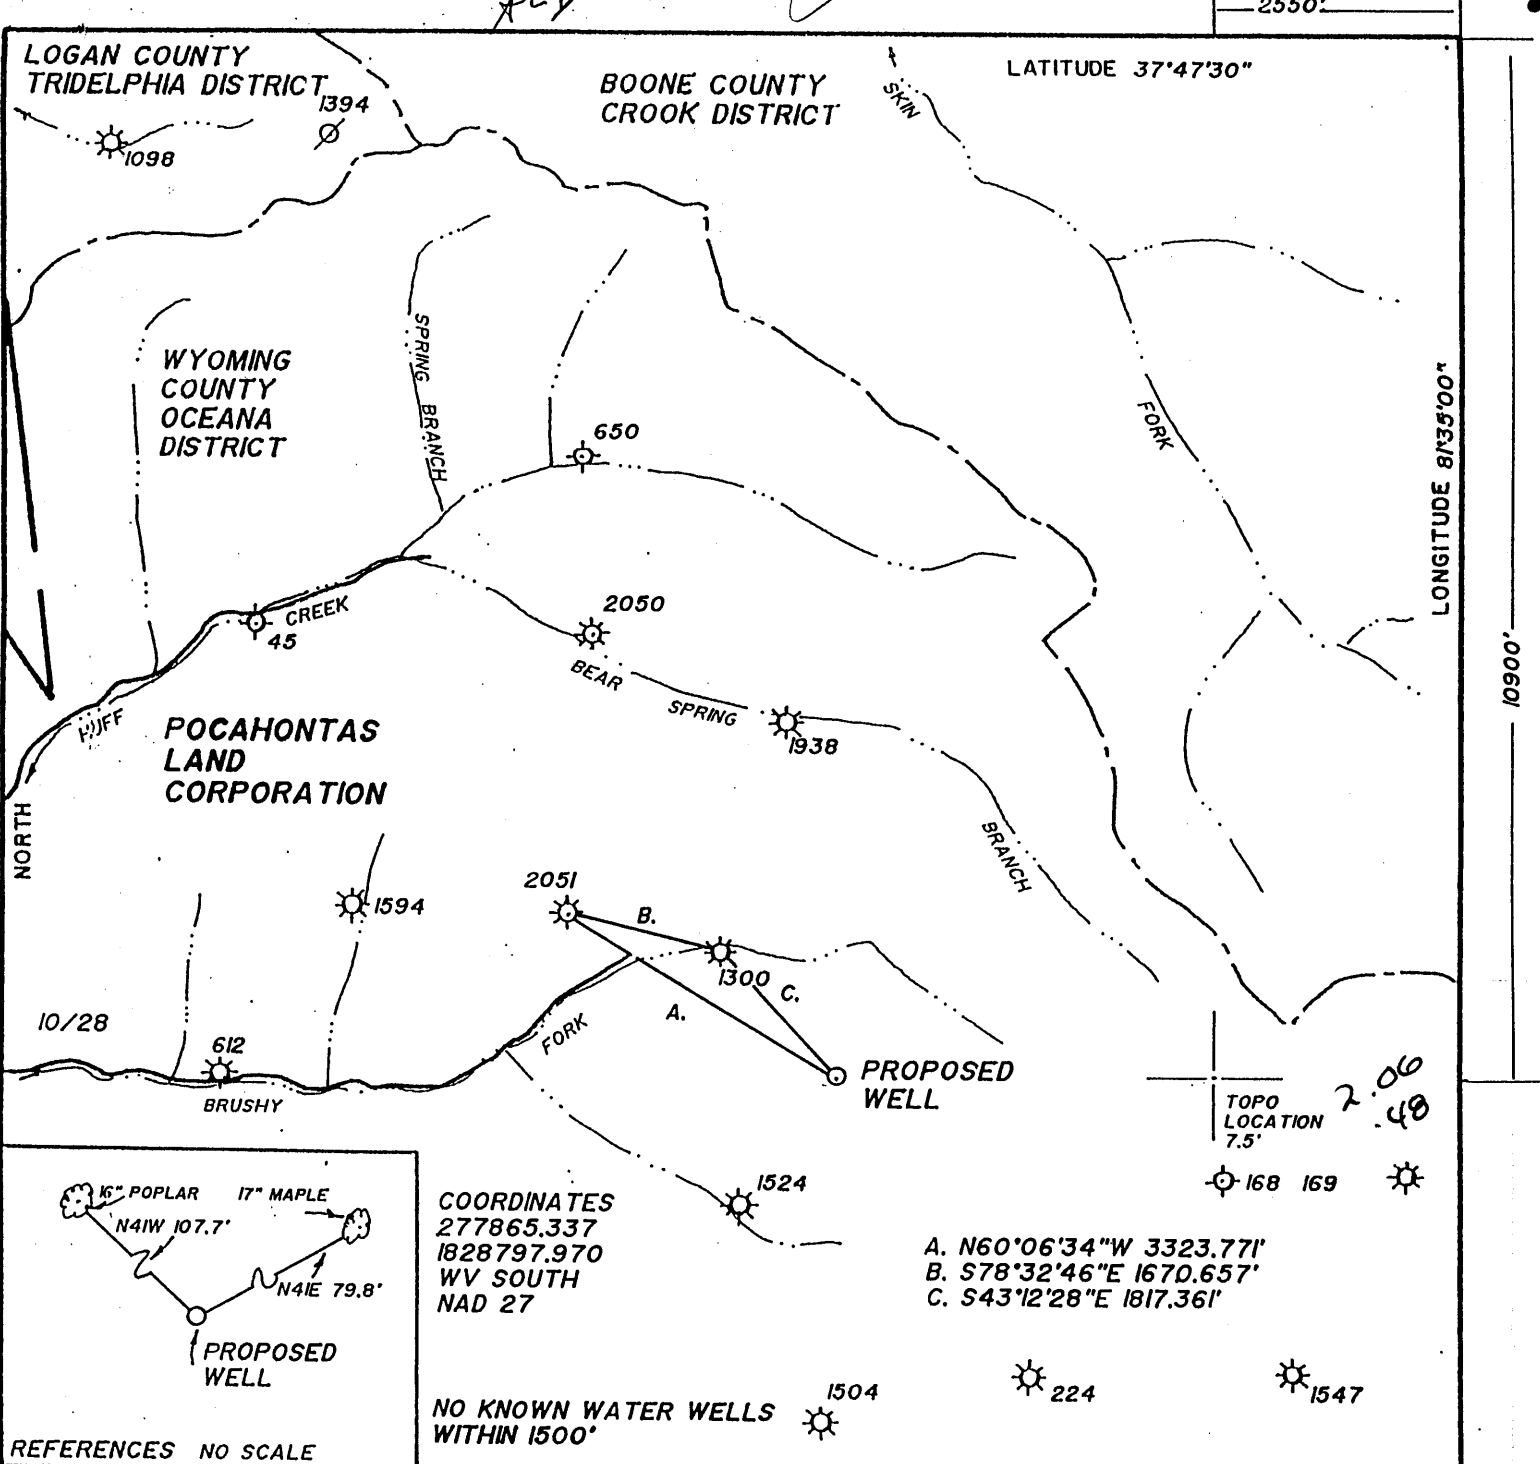 2550'
LOGAN COUNTY
TRIDELPHIA DISTRICT
BOONE COUNTY
CROOK DISTRICT
LATITUDE 37°47'30"
1394
1098
SKIN
FORK
WYOMING
COUNTY
OCEANA
DISTRICT
SPRING BRANCH
650
LONGITUDE 81°35'00"
10900'
2050
CREEK
45
BEAR
SPRING
1938
HUFF
POCAHONTAS
LAND
CORPORATION
NORTH
BRANCH
2051
1594
B.
1300
C.
A.
10/28
612
FORK
BRUSHY
PROPOSED
WELL
TOPO
LOCATION
7.5'
2.06
.48
168 169
16" POPLAR 17" MAPLE
N41W 107.7'
N41E 79.8'
PROPOSED
WELL
REFERENCES NO SCALE
COORDINATES
277865.337
1828797.970
WV SOUTH
NAD 27
1524
A. N60°06'34"W 3323.771'
B. S78°32'46"E 1670.657'
C. S43°12'28"E 1817.361'
NO KNOWN WATER WELLS
WITHIN 1500'
1504
224
1547